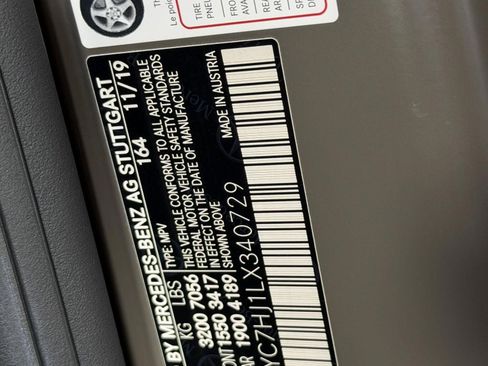 BY MERCEDES-BENZ AG STUTTGART
164 11/19
KG LBS
3200 7056
1550 3417
1900 4189
TYPE: MPV
THIS VEHICLE CONFORMS TO ALL APPLICABLE
FEDERAL MOTOR VEHICLE SAFETY STANDARDS
IN EFFECT ON THE DATE OF MANUFACTURE
SHOWN ABOVE MADE IN AUSTRIA
YC7HJ1LX340729
TIRE